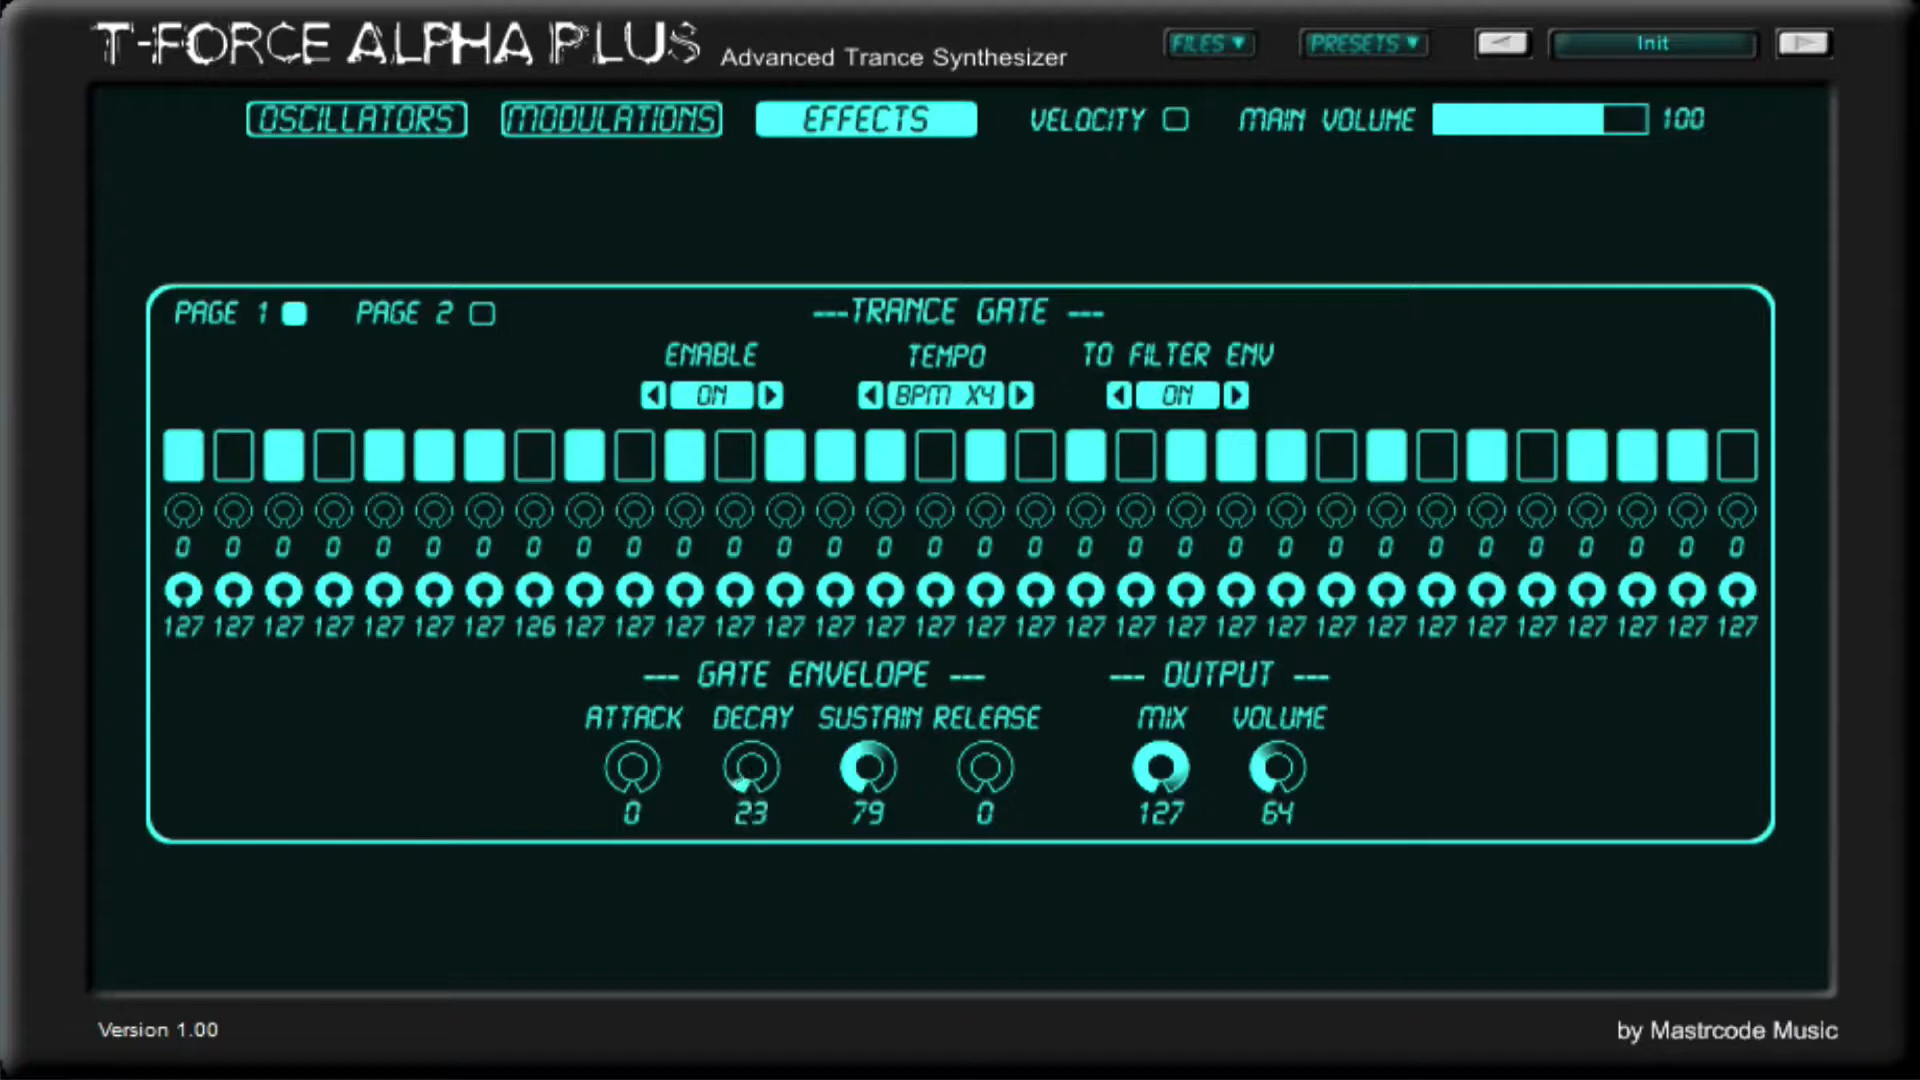 T-FORCE ALPHA PLUS Advanced Trance Synthesizer FILES ▼ PRESETS ▼ Init
OSCILLATORS MODULATIONS EFFECTS VELOCITY MAIN VOLUME 100
PAGE 1 PAGE 2 ---TRANCE GATE ---
ENABLE TEMPO TO FILTER ENV
ON BPM X4 ON
0 0 0 0 0 0 0 0 0 0 0 0 0 0 0 0 0 0 0 0 0 0 0 0 0 0 0 0 0 0 0 0
127 127 127 127 127 127 127 126 127 127 127 127 127 127 127 127 127 127 127 127 127 127 127 127 127 127 127 127 127 127 127 127
--- GATE ENVELOPE --- --- OUTPUT ---
ATTACK DECAY SUSTAIN RELEASE MIX VOLUME
0 23 79 0 127 64
Version 1.00 by Mastrcode Music